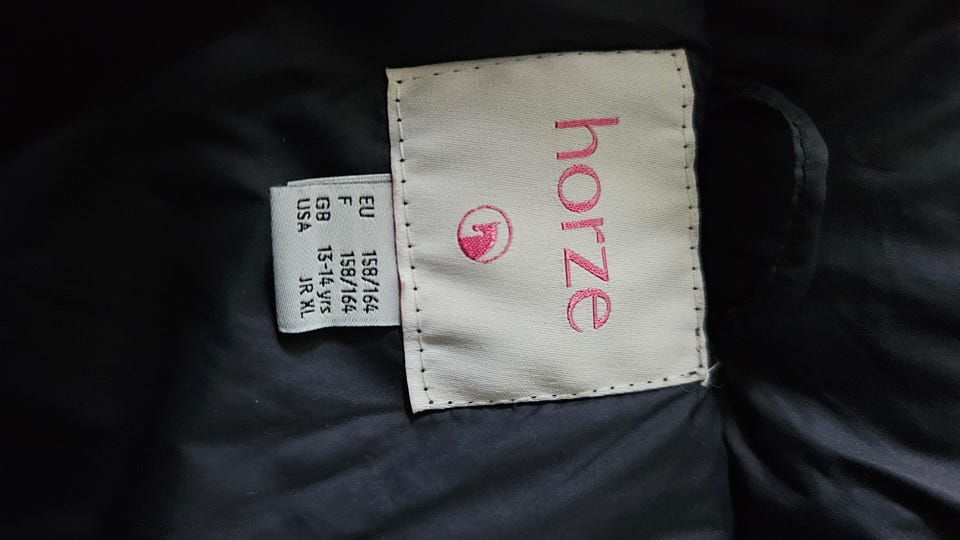 horze
EU 158/164
F 158/164
GB 13-14 yrs
USA JR XL